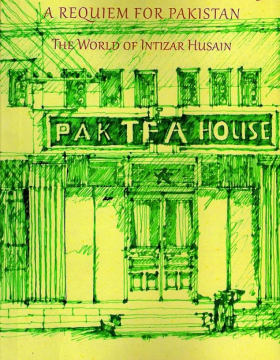 A REQUIEM FOR PAKISTAN
THE WORLD OF INTIZAR HUSAIN
PAK TEA HOUSE